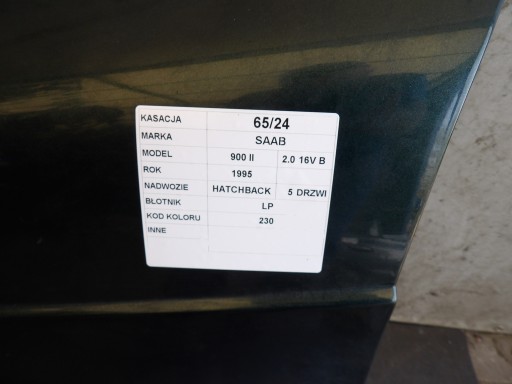 KASACJA 65/24
MARKA SAAB
MODEL 900 II 2.0 16V B
ROK 1995
NADWOZIE HATCHBACK 5 DRZWI
BŁOTNIK LP
KOD KOLORU 230
INNE